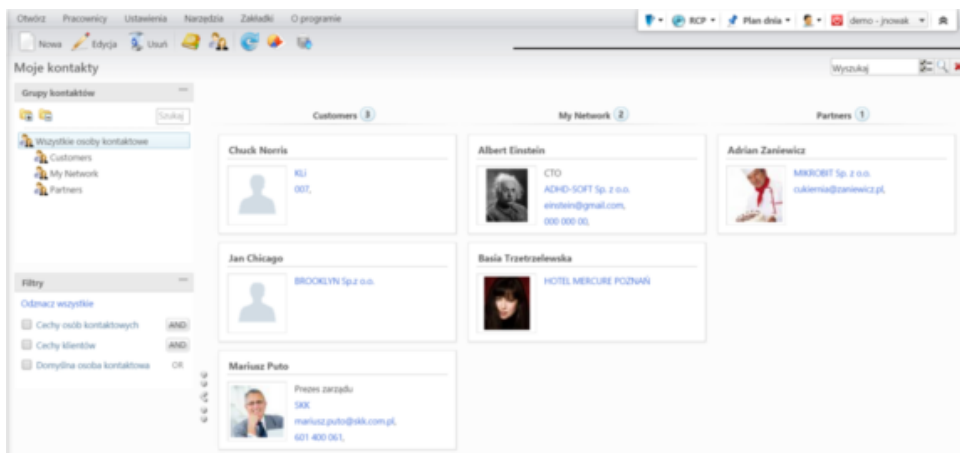 Otwórz Pracownicy Ustawienia Narzędzia Zakładki O programie
RCP Plan dnia demo - jnowak
Nowa Edycja Usuń
Moje kontakty
Wyszukaj
Grupy kontaktów
Szukaj
Wszystkie osoby kontaktowe
Customers
My Network
Partners
Filtry
Odznacz wszystkie
Cechy osób kontaktowych AND
Cechy klientów AND
Domyślna osoba kontaktowa OR
Customers 3
Chuck Norris
KLi
007,
Jan Chicago
BROOKLYN Sp.z o.o.
Mariusz Puto
Prezes zarządu
SKK
mariusz.puto@skk.com.pl,
601 400 061,
My Network 2
Albert Einstein
CTO
ADHD-SOFT Sp. z o.o.
einstein@gmail.com,
000 000 00,
Basia Trzetrzelewska
HOTEL MERCURE POZNAŃ
Partners 1
Adrian Zaniewicz
MIKROBIT Sp. z o.o.
cukiernia@zaniewicz.pl,